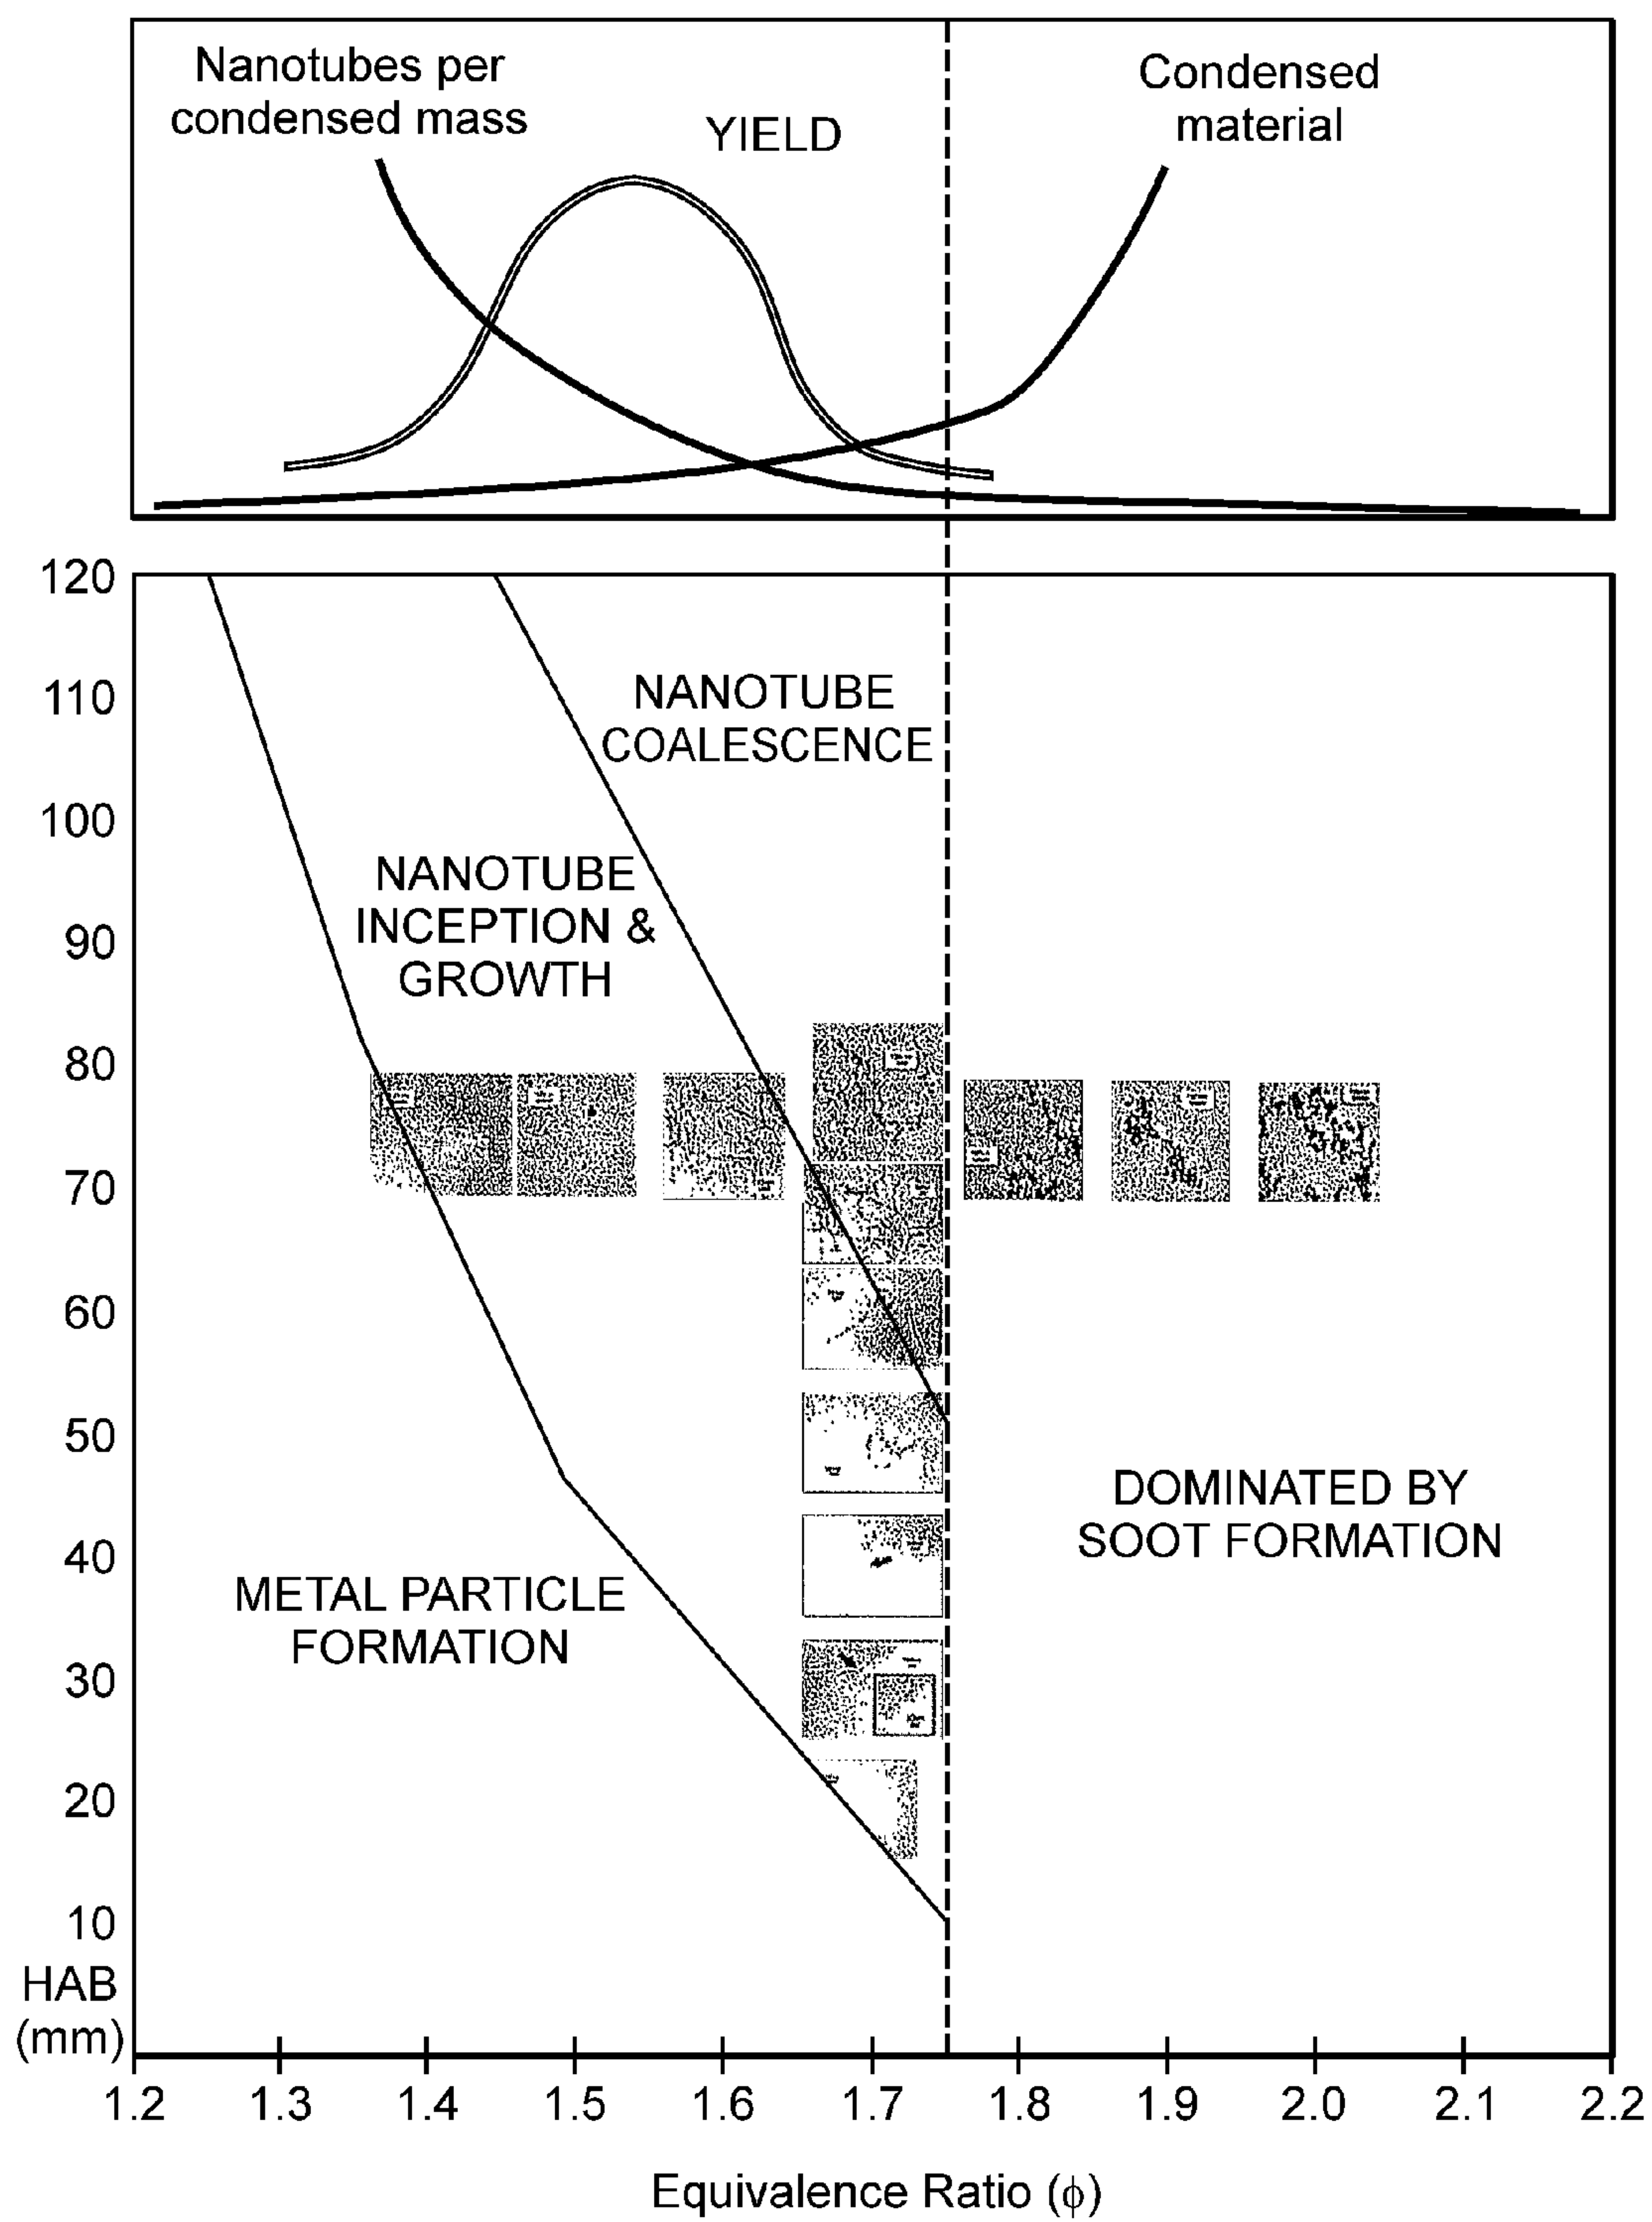 Nanotubes per
condensed mass
YIELD
Condensed
material
120
110
100
90
80
70
60
50
40
30
20
10
HAB
(mm)
NANOTUBE
COALESCENCE
NANOTUBE
INCEPTION &
GROWTH
METAL PARTICLE
FORMATION
DOMINATED BY
SOOT FORMATION
1.2 1.3 1.4 1.5 1.6 1.7 1.8 1.9 2.0 2.1 2.2
Equivalence Ratio (ϕ)